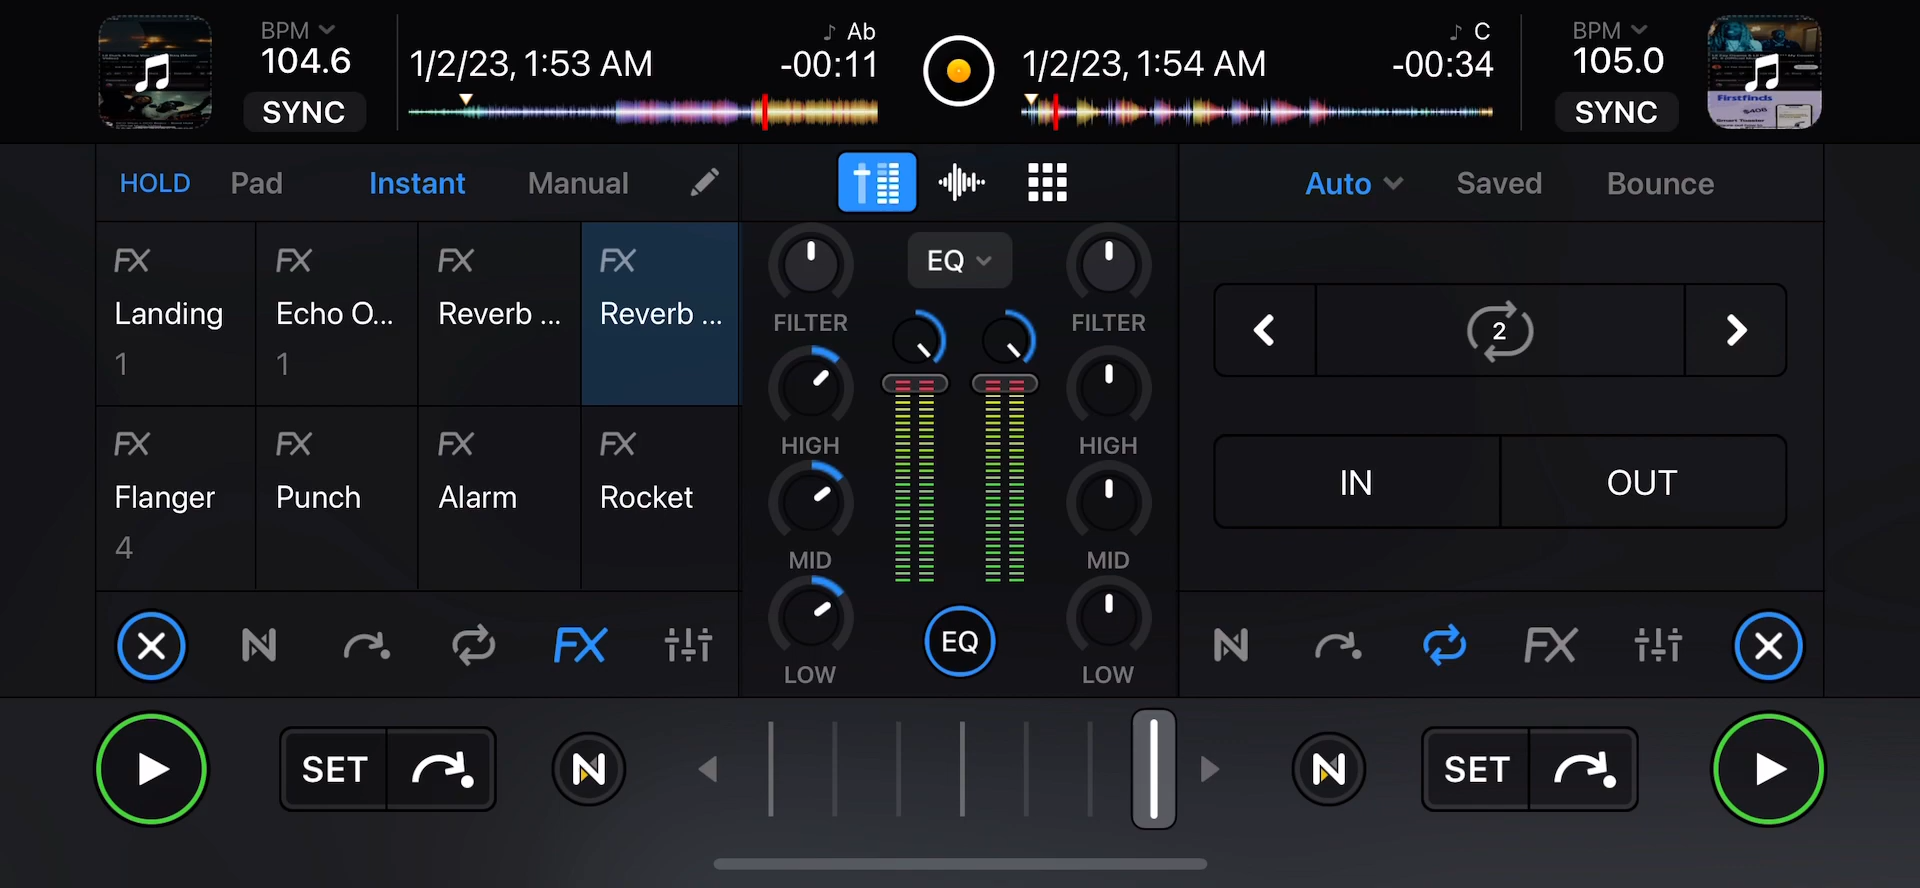 BPM
104.6
SYNC
1/2/23, 1:53 AM
Ab
-00:11
1/2/23, 1:54 AM
C
-00:34
BPM
105.0
SYNC
Firstfinds
HOLD Pad Instant Manual
FX FX FX FX
Landing Echo O... Reverb ... Reverb ...
1 1
FX FX FX FX
Flanger Punch Alarm Rocket
4
N FX
EQ
FILTER FILTER
HIGH HIGH
MID MID
LOW EQ LOW
Auto Saved Bounce
2
IN OUT
N FX
SET N
N SET